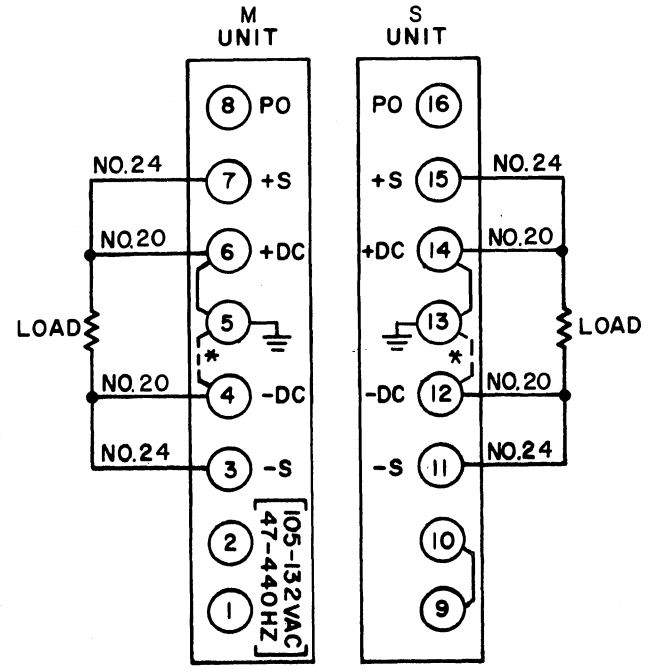 M
UNIT
S
UNIT
8 PO
PO 16
NO.24
7 +S
+S 15
NO.24
NO.20
6 +DC
+DC 14
NO.20
LOAD
5
13
LOAD
*
*
NO.20
4 -DC
-DC 12
NO.20
NO.24
3 -S
-S 11
NO.24
2
10
1
9
[105-132VAC
47-440HZ]